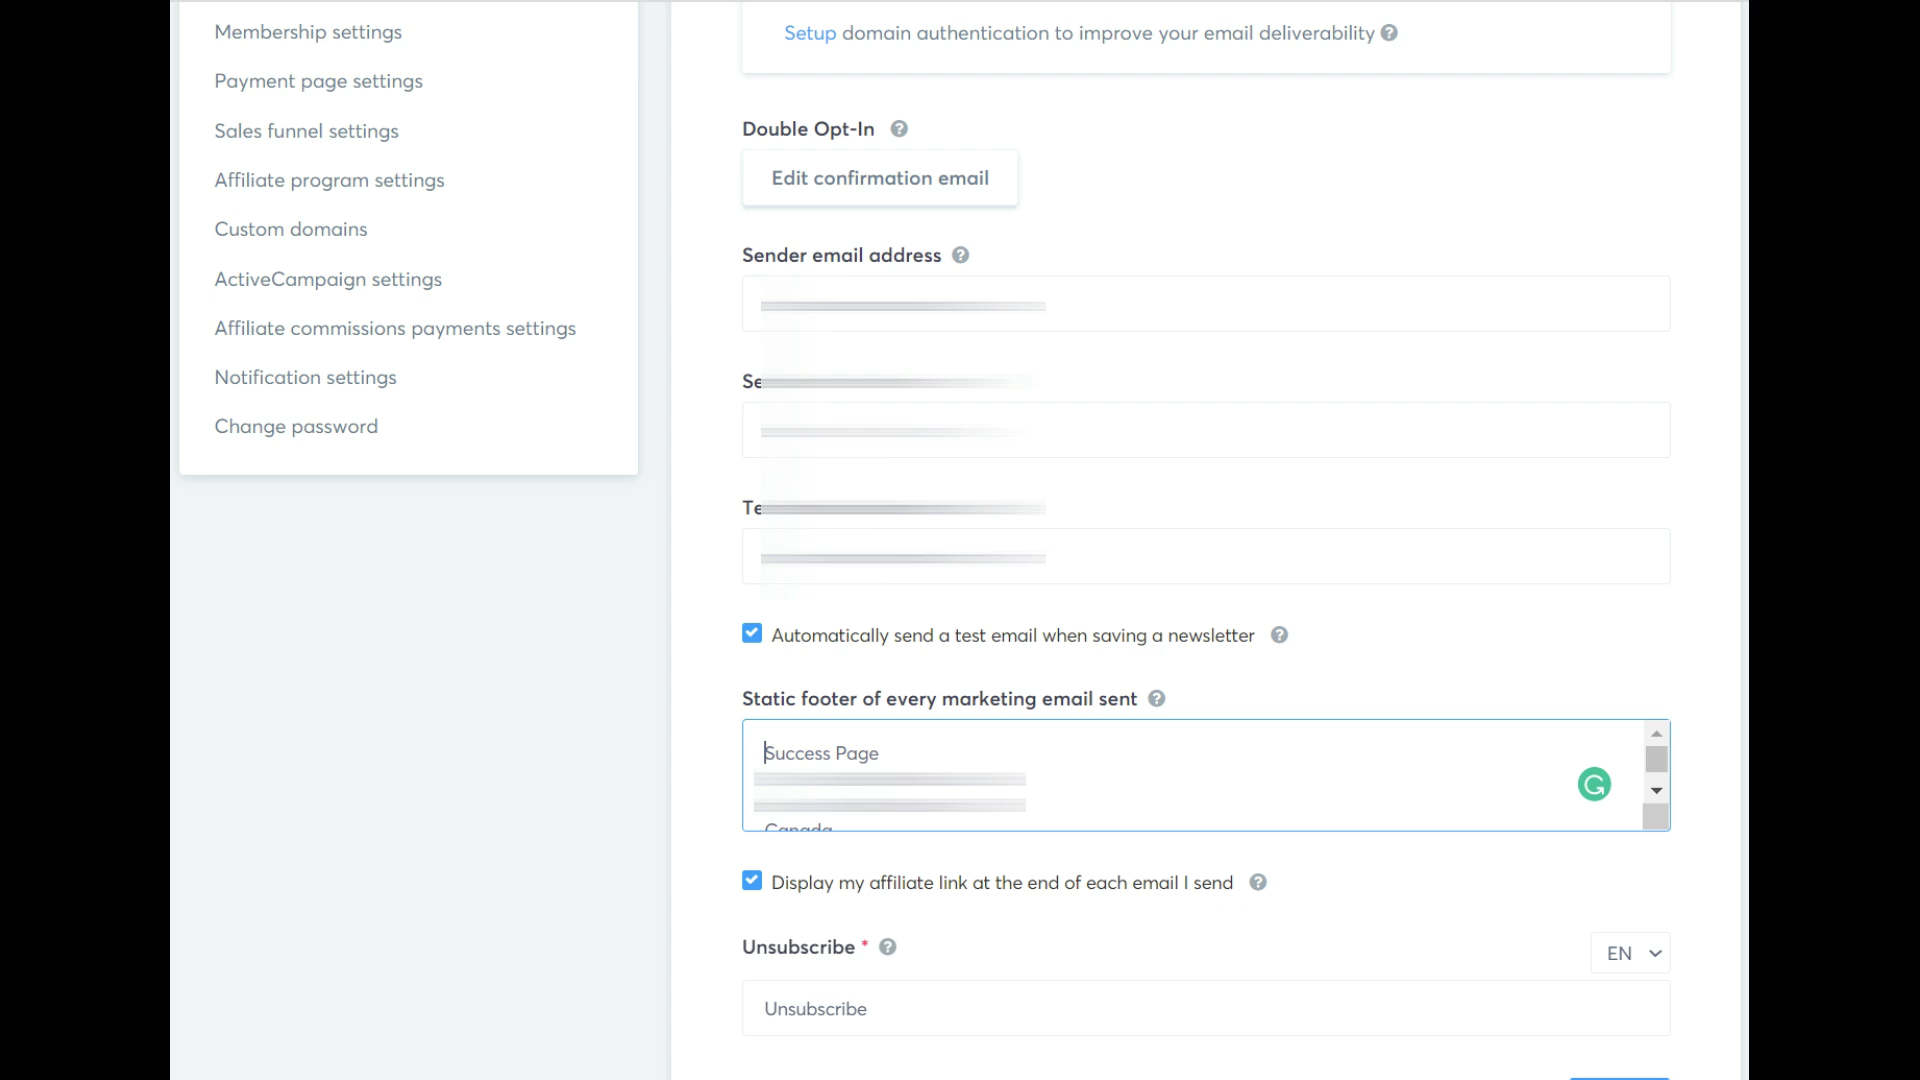 Membership settings
Payment page settings
Sales funnel settings
Affiliate program settings
Custom domains
ActiveCampaign settings
Affiliate commissions payments settings
Notification settings
Change password
Setup domain authentication to improve your email deliverability
Double Opt-In
Edit confirmation email
Sender email address
Se
Te
Automatically send a test email when saving a newsletter
Static footer of every marketing email sent
Success Page
Canada
Display my affiliate link at the end of each email I send
Unsubscribe *
EN
Unsubscribe